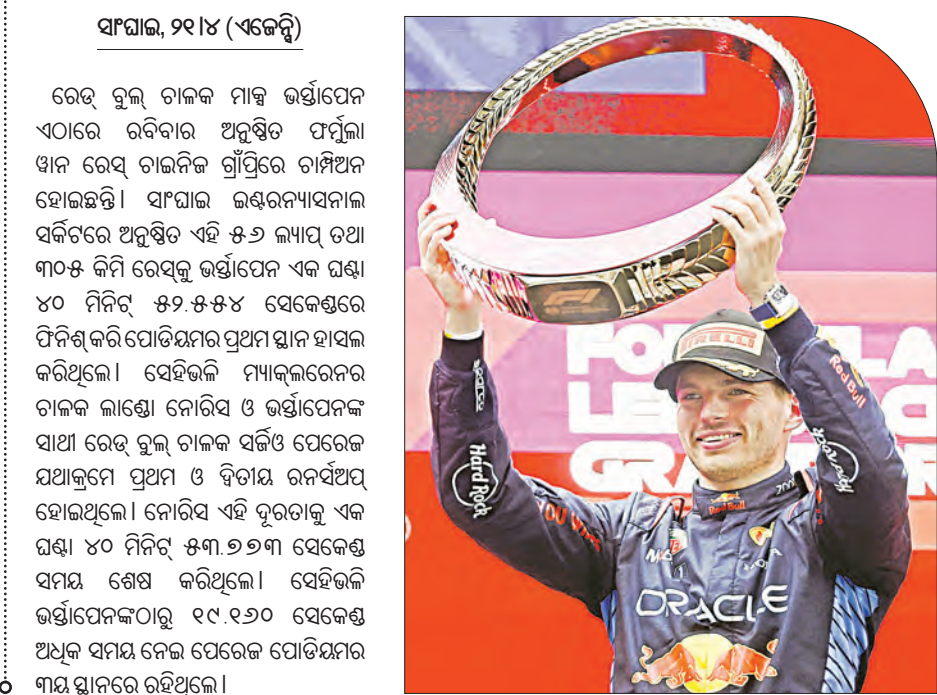 ସାଂଘାଇ, ୨୧।୪ (ଏଜେନ୍ସି)
ରେଡ୍ ବୁଲ୍ ଚାଳକ ମାକ୍ସ ଭର୍ସ୍ତାପେନ
ଏଠାରେ ରବିବାର ଅନୁଷ୍ଠିତ ଫର୍ମୁଲା
ୱାନ ରେସ୍ ଚାଇନିଜ ଗ୍ରାଁପ୍ରିରେ ଚାମ୍ପିଅନ
ହୋଇଛନ୍ତି। ସାଂଘାଇ ଇଣ୍ଟରନ୍ୟାସନାଲ
ସର୍କିଟରେ ଅନୁଷ୍ଠିତ ଏହି ୫୬ ଲ୍ୟାପ୍ ତଥା
୩୦୫ କିମି ରେସ୍‌କୁ ଭର୍ସ୍ତାପେନ ଏକ ଘଣ୍ଟା
୪୦ ମିନିଟ୍ ୫୨.୫୫୪ ସେକେଣ୍ଡରେ
ଫିନିଶ୍ କରି ପୋଡିୟମର ପ୍ରଥମ ସ୍ଥାନ ହାସଲ
କରିଥିଲେ। ସେହିଭଳି ମ୍ୟାକ୍‌ଲରେନର
ଚାଳକ ଲାଣ୍ଡୋ ନୋରିସ ଓ ଭର୍ସ୍ତାପେନଙ୍କ
ସାଥୀ ରେଡ୍ ବୁଲ୍ ଚାଳକ ସର୍ଜିଓ ପେରେଜ
ଯଥାକ୍ରମେ ପ୍ରଥମ ଓ ଦ୍ୱିତୀୟ ରନର୍ସଅପ୍
ହୋଇଥିଲେ। ନୋରିସ ଏହି ଦୂରତାକୁ ଏକ
ଘଣ୍ଟା ୪୦ ମିନିଟ୍ ୫୩.୭୭୩ ସେକେଣ୍ଡ
ସମୟ ଶେଷ କରିଥିଲେ। ସେହିଭଳି
ଭର୍ସ୍ତାପେନଙ୍କଠାରୁ ୧୯.୧୬୦ ସେକେଣ୍ଡ
ଅଧିକ ସମୟ ନେଇ ପେରେଜ ପୋଡିୟମର
୩ୟ ସ୍ଥାନରେ ରହିଥିଲେ।
PIRELLI
Red Bull
Hard Rock
Red Bull
ORACLE